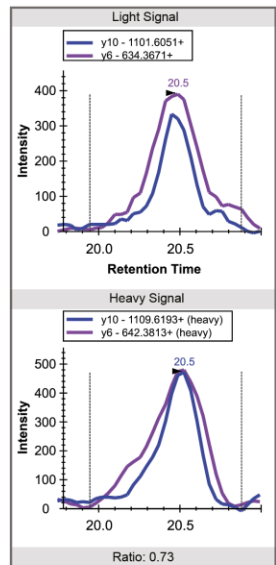 Light Signal
y10 - 1101.6051+
y6 - 634.3671+
20.5
400
300
200
100
0
Intensity
20.0
20.5
Retention Time
Heavy Signal
y10 - 1109.6193+ (heavy)
y6 - 642.3813+ (heavy)
20.5
500
400
300
200
100
0
Intensity
20.0
20.5
Retention Time
Ratio: 0.73